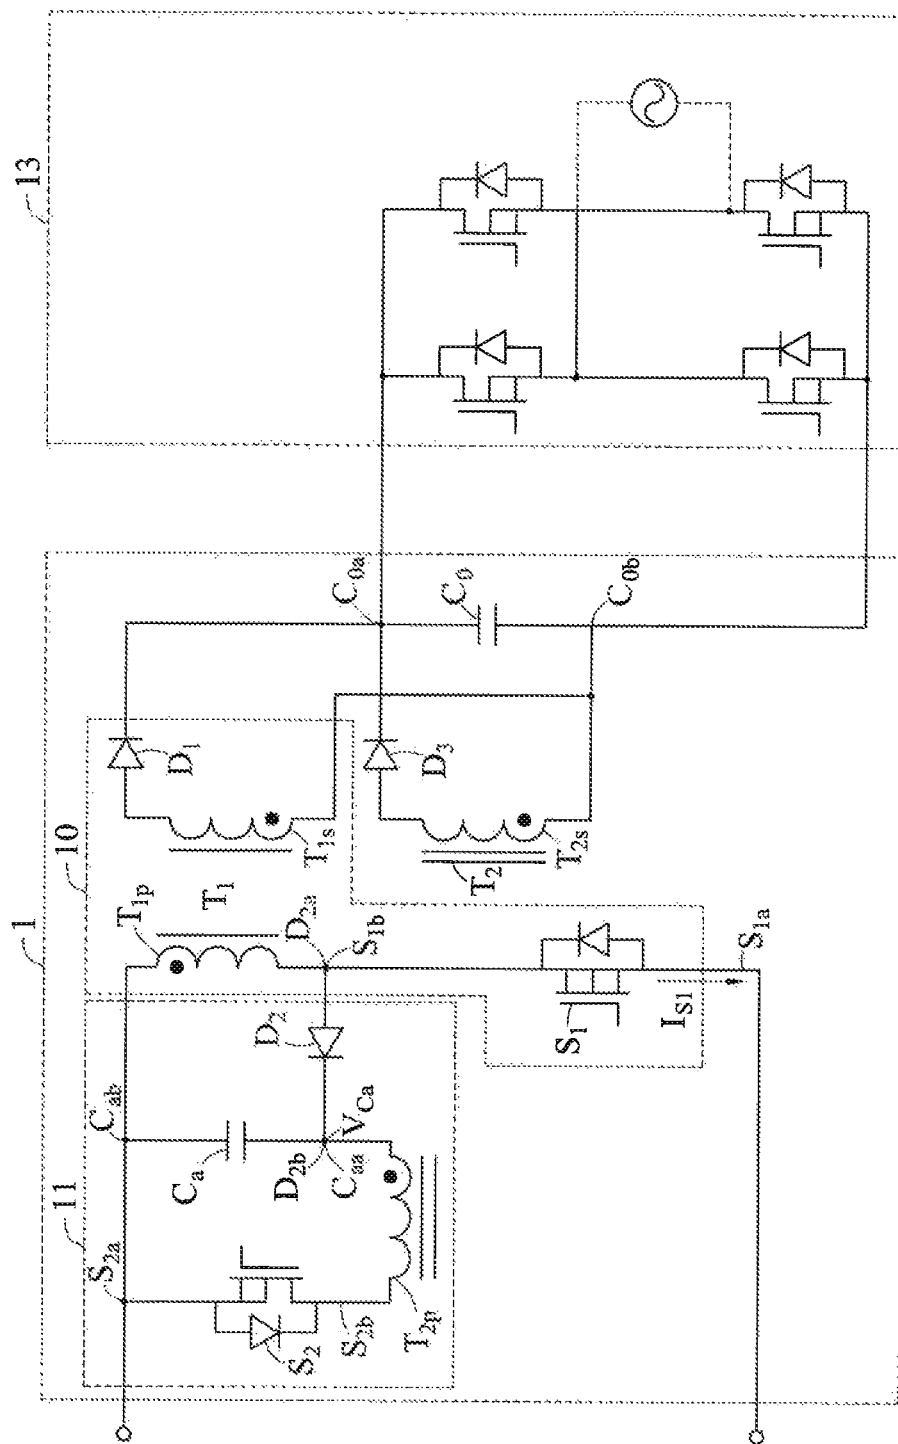 13
1
10
11
C0a
C0
C0b
D1
D3
T1s
T2s
T2
T1
T1p
D2a
S1b
S1a
IS1
S1
D2
VCa
Cab
Ca
D2b
Caa
S2a
S2
S2b
T2p